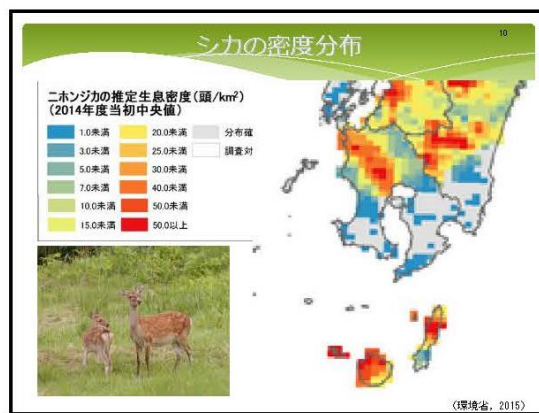 シカの密度分布
10
ニホンジカの推定生息密度(頭/km²)
(2014年度当初中央値)
1.0未満
20.0未満
分布確
3.0未満
25.0未満
調査対
5.0未満
30.0未満
7.0未満
40.0未満
10.0未満
50.0未満
15.0未満
50.0以上
(環境省, 2015)